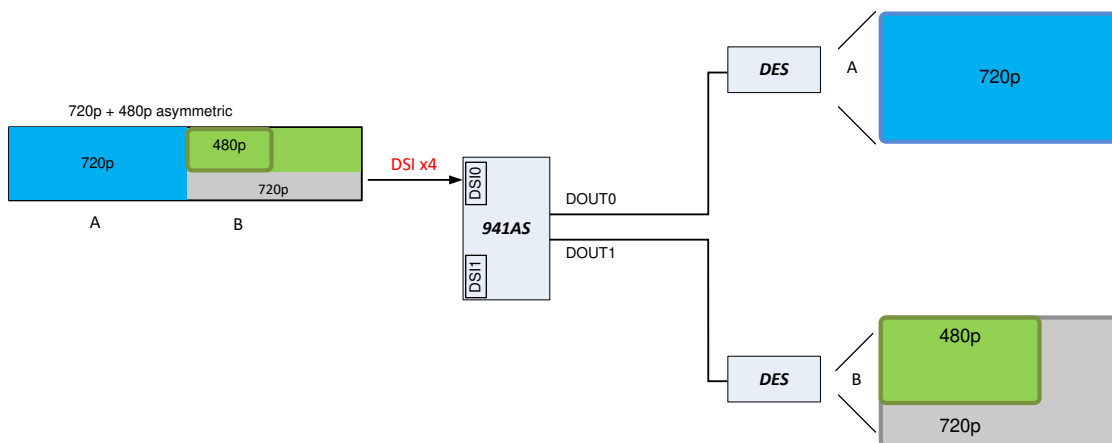 720p + 480p asymmetric
720p
480p
720p
A
B
DSI x4
DSI0
941AS
DSI1
DOUT0
DOUT1
DES
A
720p
DES
B
480p
720p